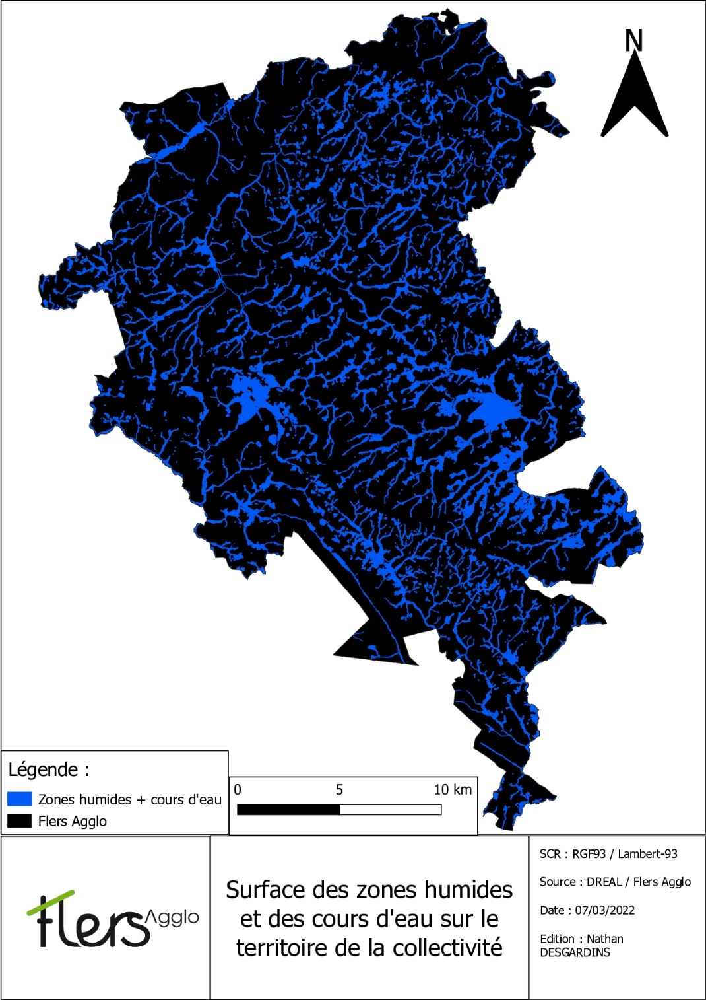 N
Légende :
Zones humides + cours d'eau
Flers Agglo
0 5 10 km
flers Agglo
Surface des zones humides
et des cours d'eau sur le
territoire de la collectivité
SCR : RGF93 / Lambert-93
Source : DREAL / Flers Agglo
Date : 07/03/2022
Edition : Nathan
DESGARDINS